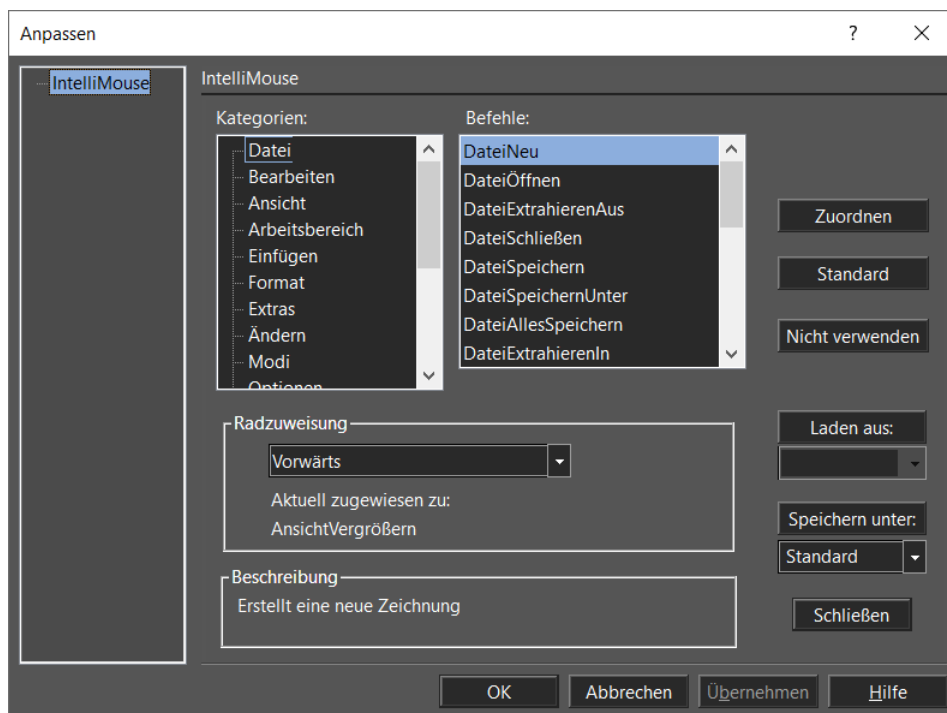 Anpassen
?
IntelliMouse
IntelliMouse
Kategorien:
Datei
Bearbeiten
Ansicht
Arbeitsbereich
Einfügen
Format
Extras
Ändern
Modi
Optionen
Befehle:
DateiNeu
DateiÖffnen
DateiExtrahierenAus
DateiSchließen
DateiSpeichern
DateiSpeichernUnter
DateiAllesSpeichern
DateiExtrahierenIn
Zuordnen
Standard
Nicht verwenden
Radzuweisung
Vorwärts
Aktuell zugewiesen zu:
AnsichtVergrößern
Laden aus:
Speichern unter:
Standard
Beschreibung
Erstellt eine neue Zeichnung
Schließen
OK
Abbrechen
Übernehmen
Hilfe